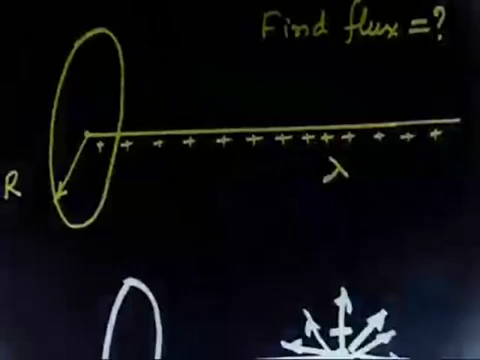 Find flux = ?
+ + + + + + + + + + + + +
λ
R